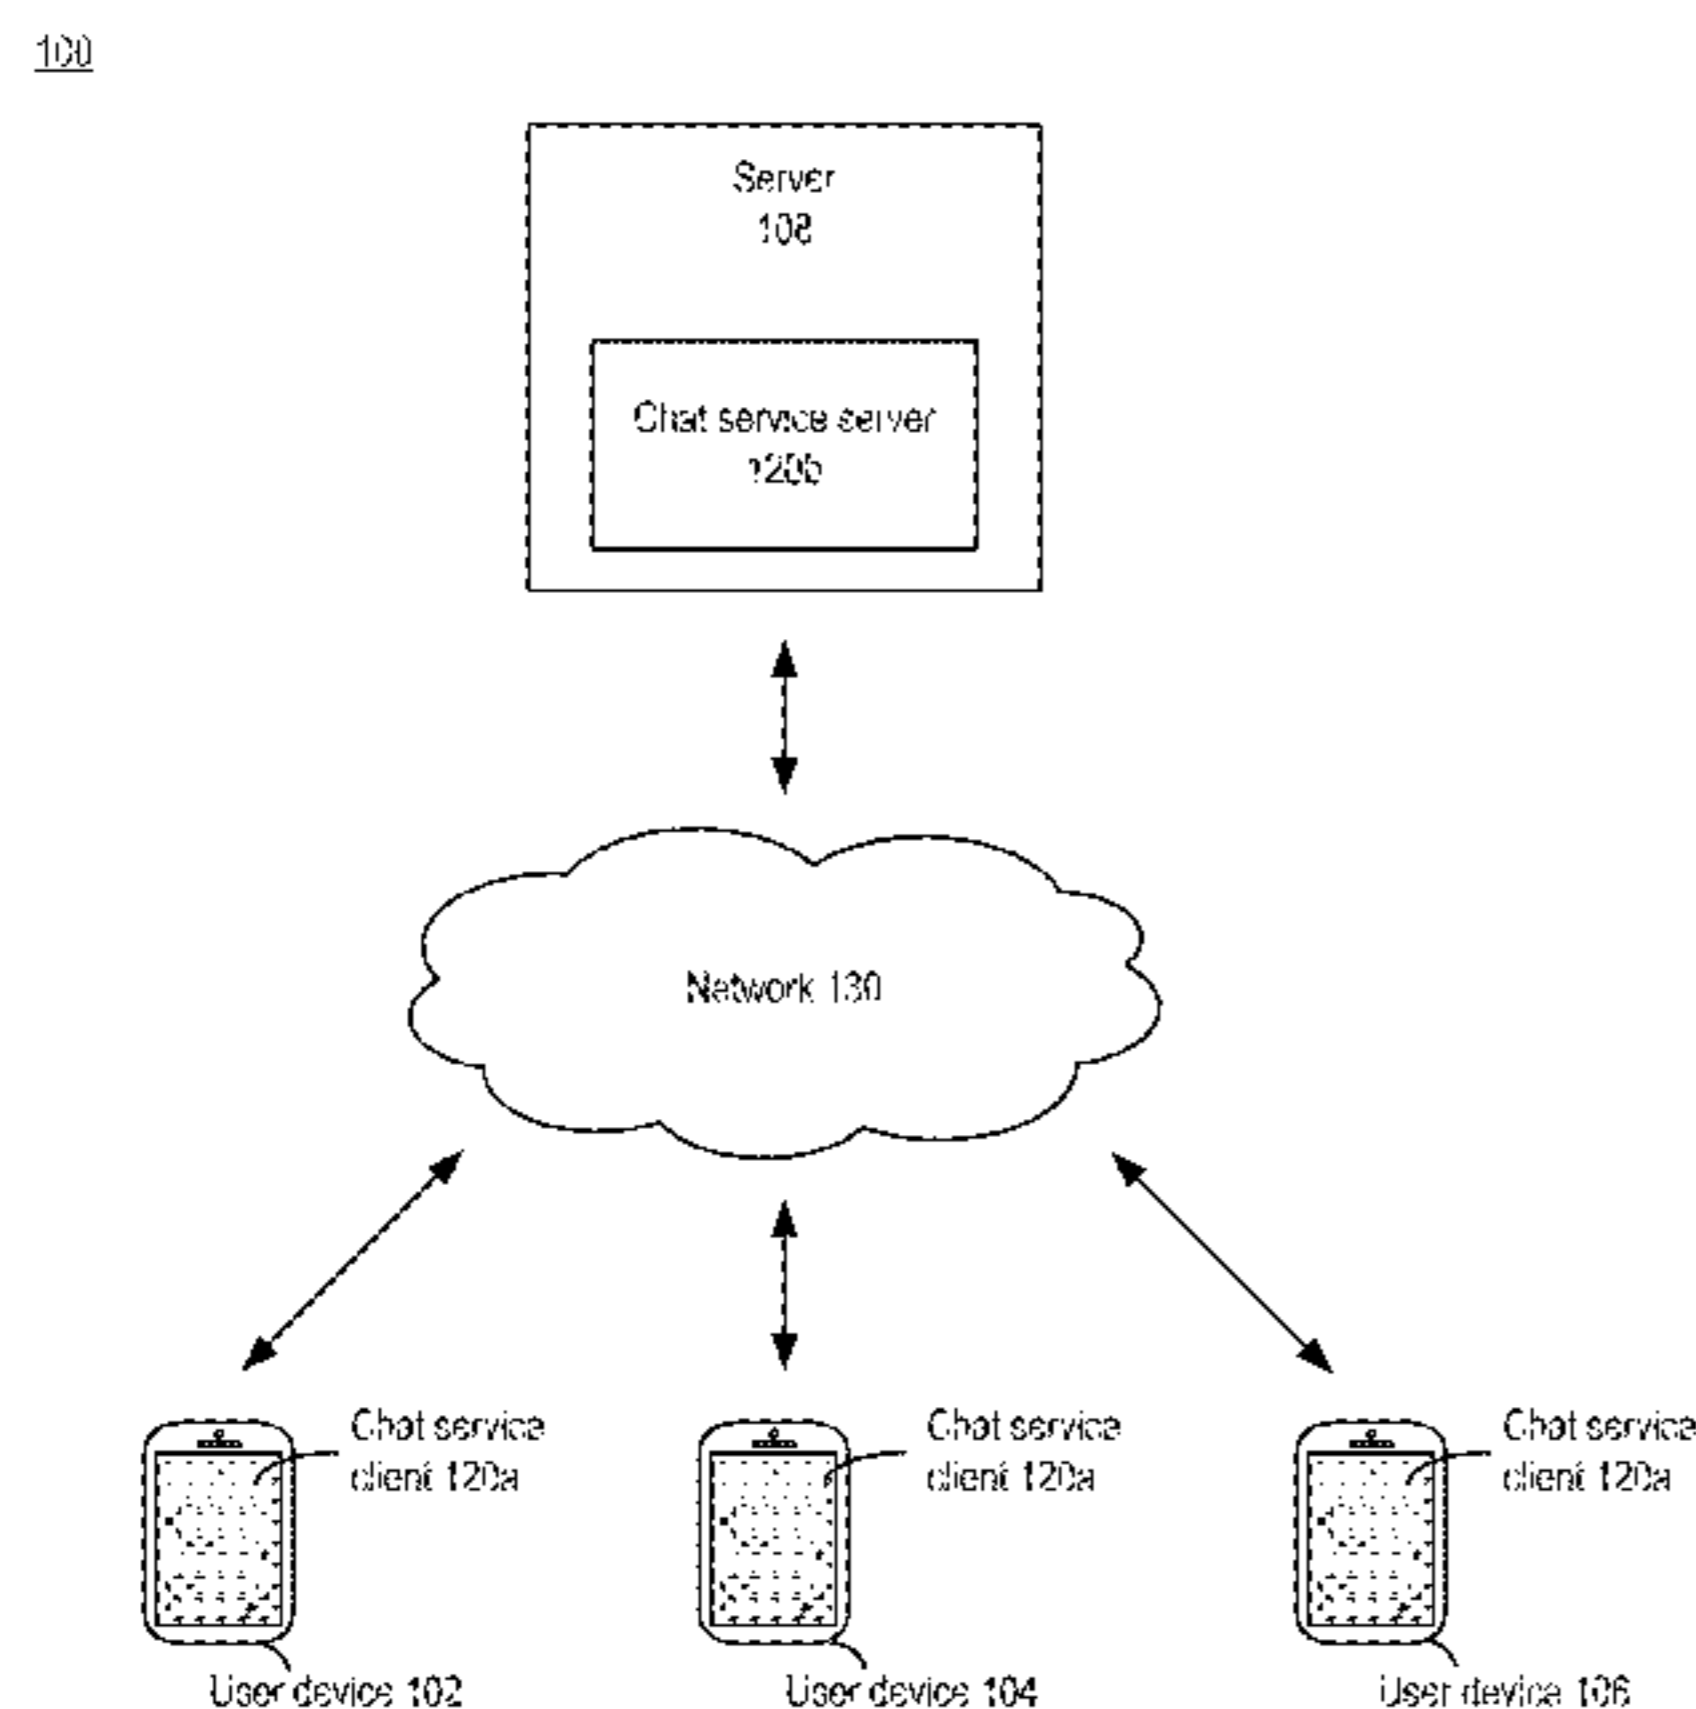 100
Server
108
Chat service server
120b
Network 130
Chat service
client 120a
Chat service
client 120a
Chat service
client 120a
User device 102
User device 104
User device 106